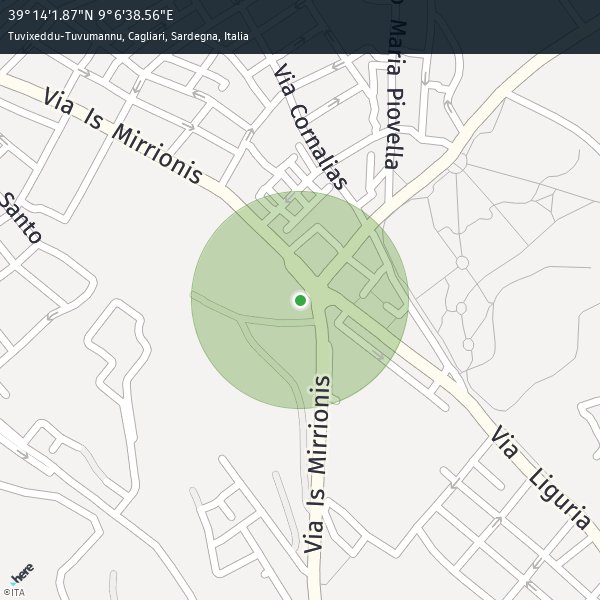 39°14'1.87"N 9°6'38.56"E
Tuvixeddu-Tuvumannu, Cagliari, Sardegna, Italia
Via Is Mirrionis
Via Cornalias
Maria Piovella
Santo
Via Is Mirrionis
Via Liguria
here
©ITA